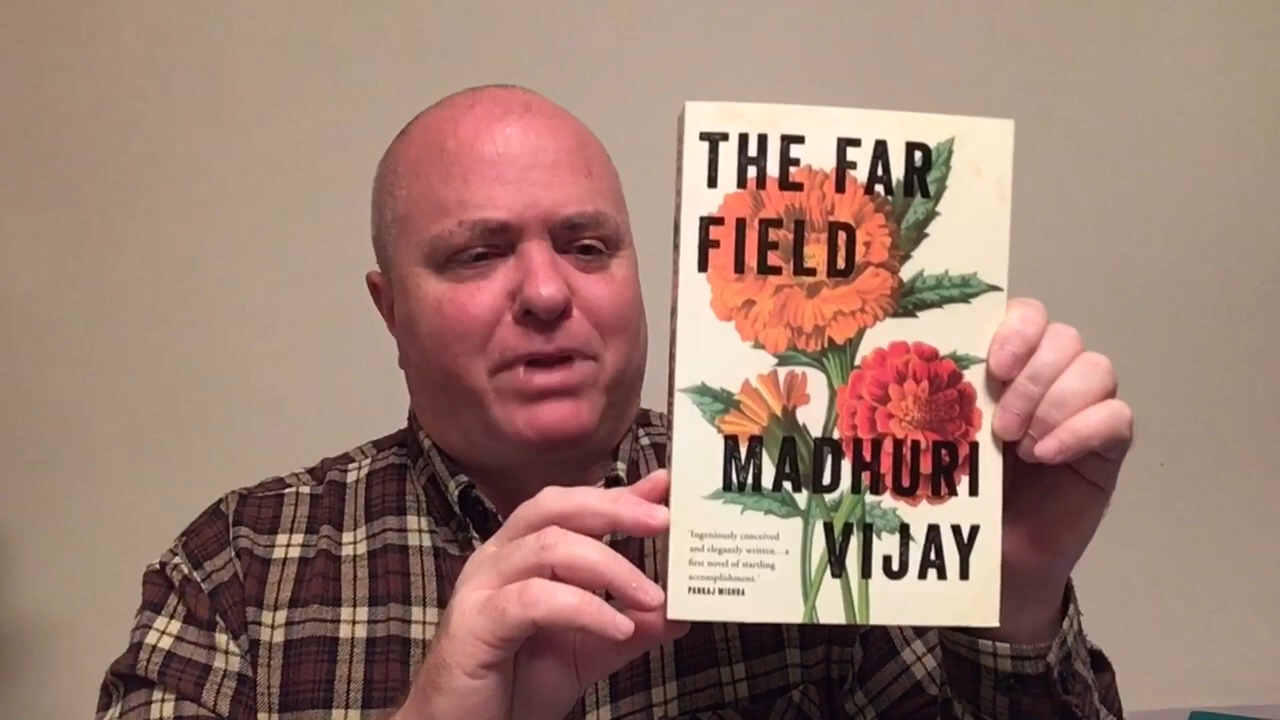 THE FAR
FIELD
MADHURI
VIJAY
'Ingeniously conceived
and elegantly written...a
first novel of startling
accomplishment.'
PANKAJ MISHRA